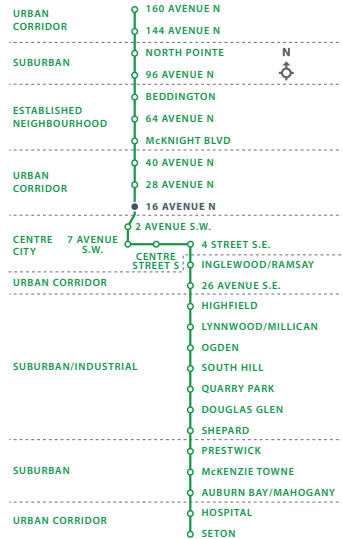 URBAN
CORRIDOR
160 AVENUE N
144 AVENUE N
SUBURBAN
NORTH POINTE
96 AVENUE N
N
ESTABLISHED
NEIGHBOURHOOD
BEDDINGTON
64 AVENUE N
McKNIGHT BLVD
URBAN
CORRIDOR
40 AVENUE N
28 AVENUE N
16 AVENUE N
CENTRE
CITY
2 AVENUE S.W.
7 AVENUE
S.W.
CENTRE
STREET S
4 STREET S.E.
INGLEWOOD/RAMSAY
URBAN CORRIDOR
26 AVENUE S.E.
SUBURBAN/INDUSTRIAL
HIGHFIELD
LYNNWOOD/MILLICAN
OGDEN
SOUTH HILL
QUARRY PARK
DOUGLAS GLEN
SHEPARD
SUBURBAN
PRESTWICK
McKENZIE TOWNE
AUBURN BAY/MAHOGANY
URBAN CORRIDOR
HOSPITAL
SETON